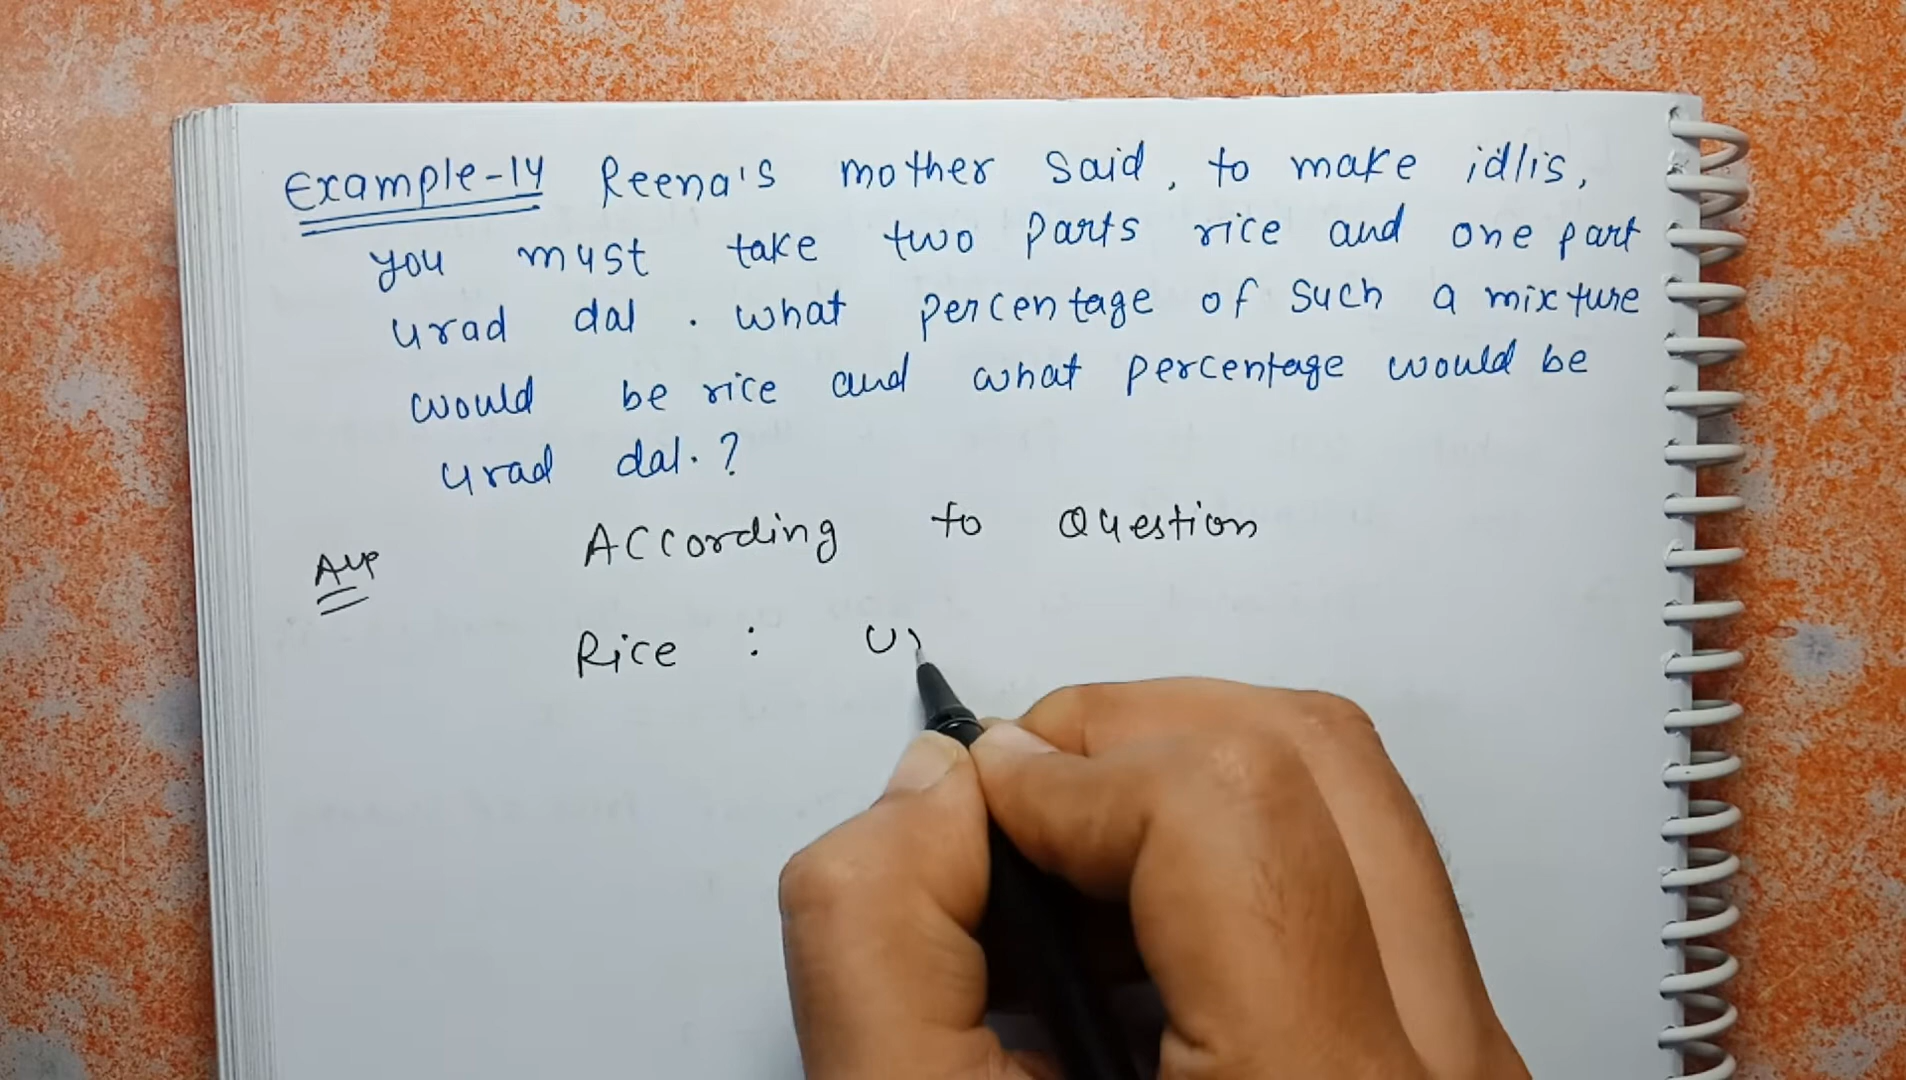 Example-14 Reena's mother said, to make idlis,
you must take two parts rice and one part
urad dal. what percentage of such a mixture
would be rice and what percentage would be
urad dal.?
According to Question
Rice :